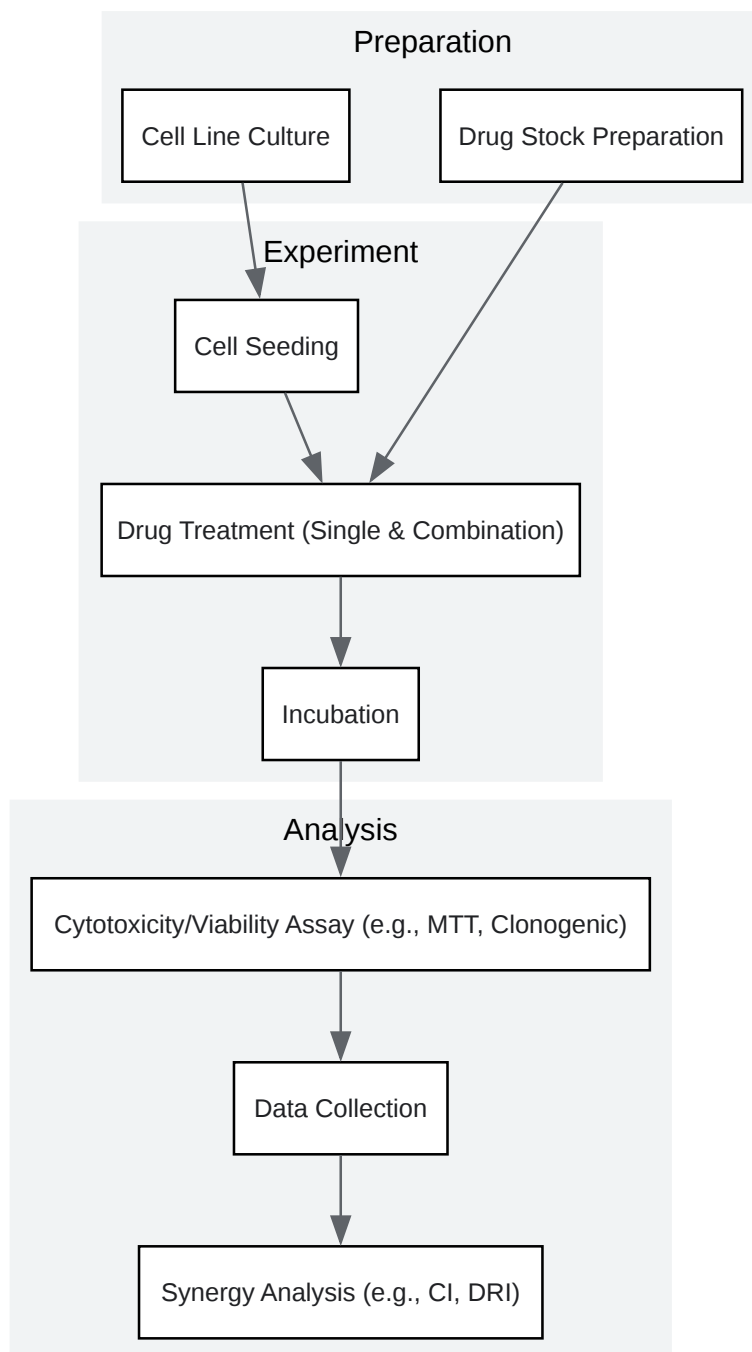 Preparation
Cell Line Culture
Drug Stock Preparation
Experiment
Cell Seeding
Drug Treatment (Single & Combination)
Incubation
Analysis
Cytotoxicity/Viability Assay (e.g., MTT, Clonogenic)
Data Collection
Synergy Analysis (e.g., CI, DRI)